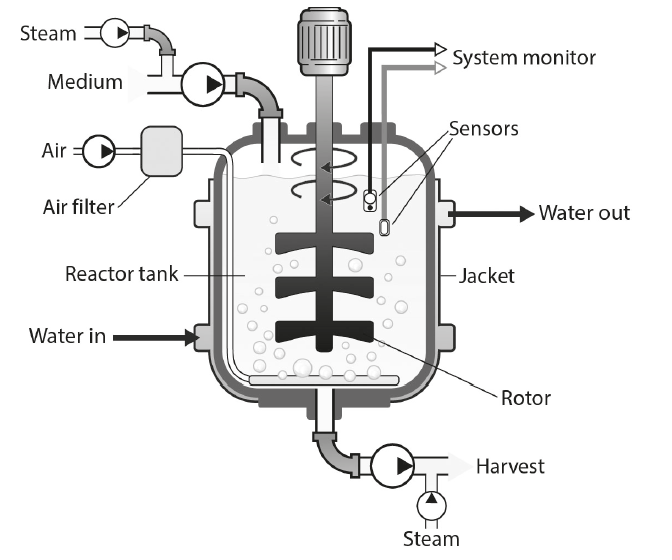 Steam
Medium
System monitor
Sensors
Air
Air filter
Water out
Reactor tank
Jacket
Water in
Rotor
Harvest
Steam